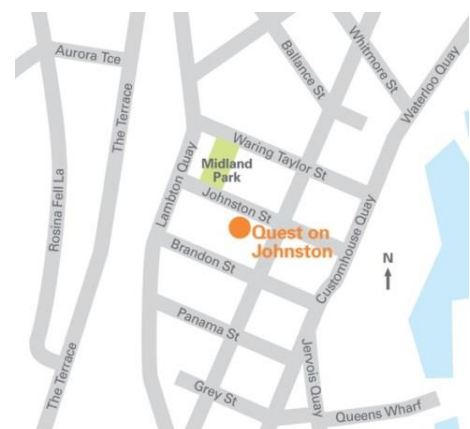 Aurora Tce
The Terrace
Ballance St
Whitmore St
Waterloo Quay
Waring Taylor St
Midland
Park
Lambton Quay
Rosina Fell La
Johnston St
Quest on
Johnston
Brandon St
Customhouse Quay
N
Panama St
The Terrace
Jervois Quay
Grey St
Queens Wharf